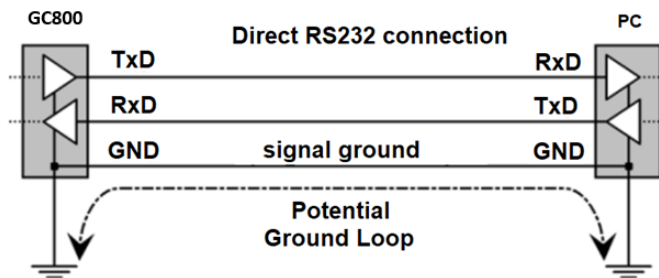 GC800
PC
Direct RS232 connection
TxD
RxD
RxD
TxD
GND
signal ground
GND
Potential
Ground Loop